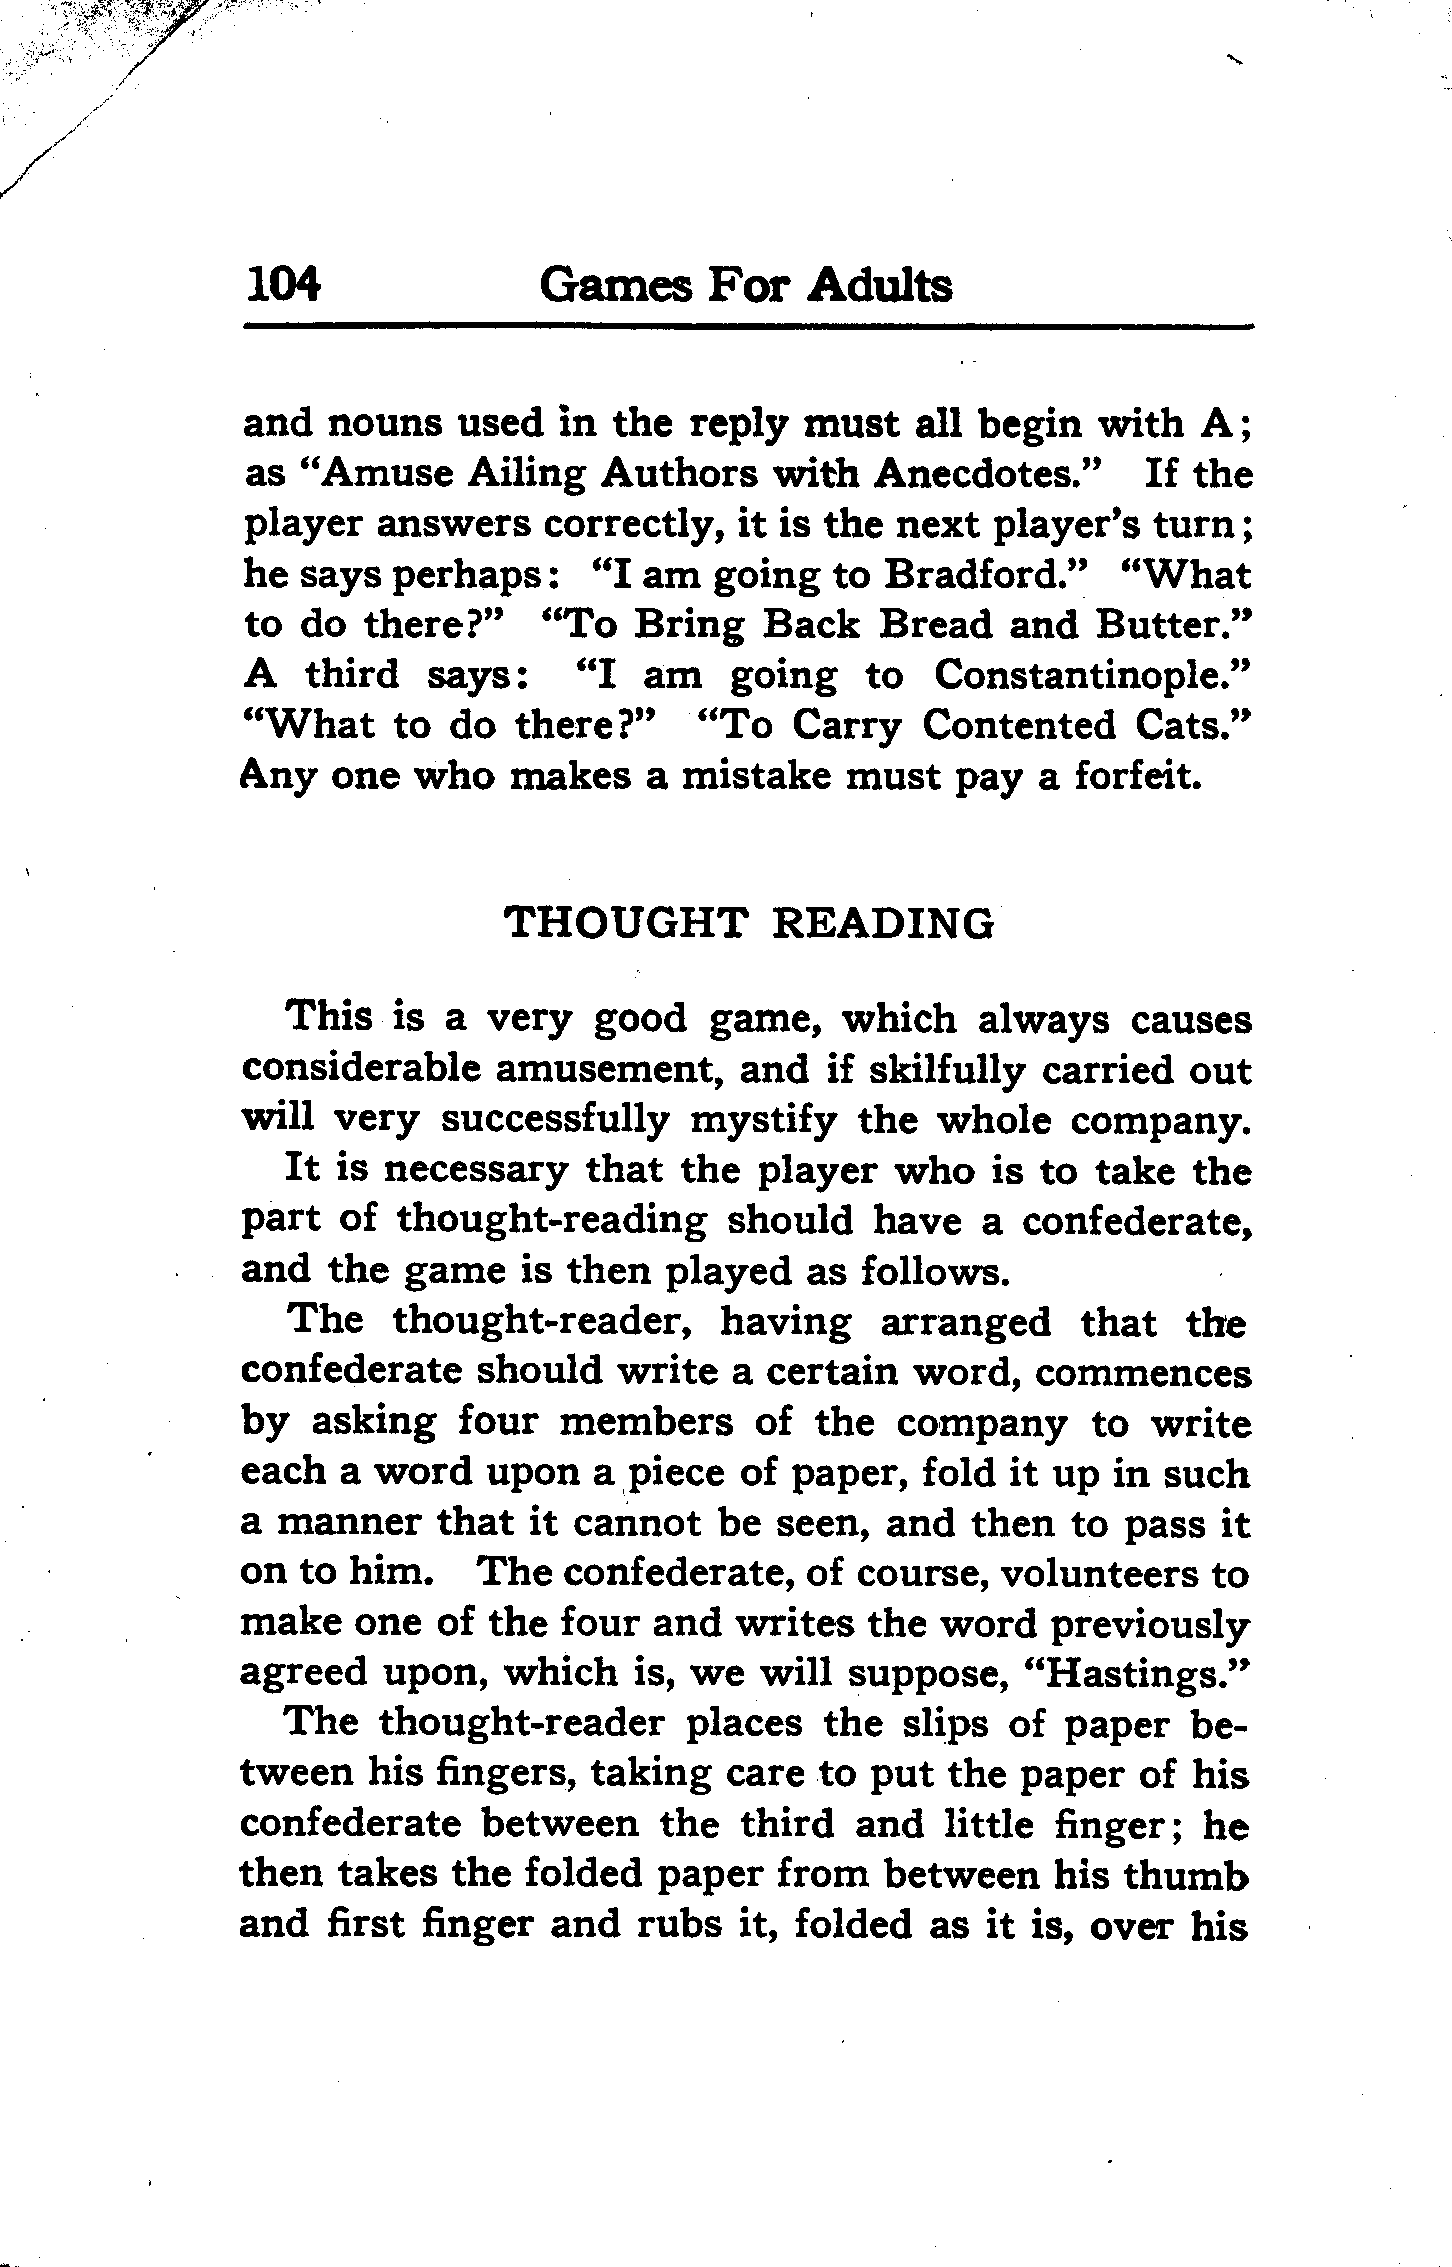 104 Games For Adults
and nouns used in the reply must all begin with A;
as “Amuse Ailing Authors with Anecdotes.” If the
player answers correctly, it is the next player’s turn;
he says perhaps: “I am going to Bradford.” “What
to do there?” “To Bring Back Bread and Butter.”
A third says: “I am going to Constantinople.”
“What to do there?” “To Carry Contented Cats.”
Any one who makes a mistake must pay a forfeit.
THOUGHT READING
This is a very good game, which always causes
considerable amusement, and if skilfully carried out
will very successfully mystify the whole company.
It is necessary that the player who is to take the
part of thought-reading should have a confederate,
and the game is then played as follows.
The thought-reader, having arranged that the
confederate should write a certain word, commences
by asking four members of the company to write
each a word upon a piece of paper, fold it up in such
a manner that it cannot be seen, and then to pass it
on to him. The confederate, of course, volunteers to
make one of the four and writes the word previously
agreed upon, which is, we will suppose, “Hastings.”
The thought-reader places the slips of paper be-
tween his fingers, taking care to put the paper of his
confederate between the third and little finger; he
then takes the folded paper from between his thumb
and first finger and rubs it, folded as it is, over his